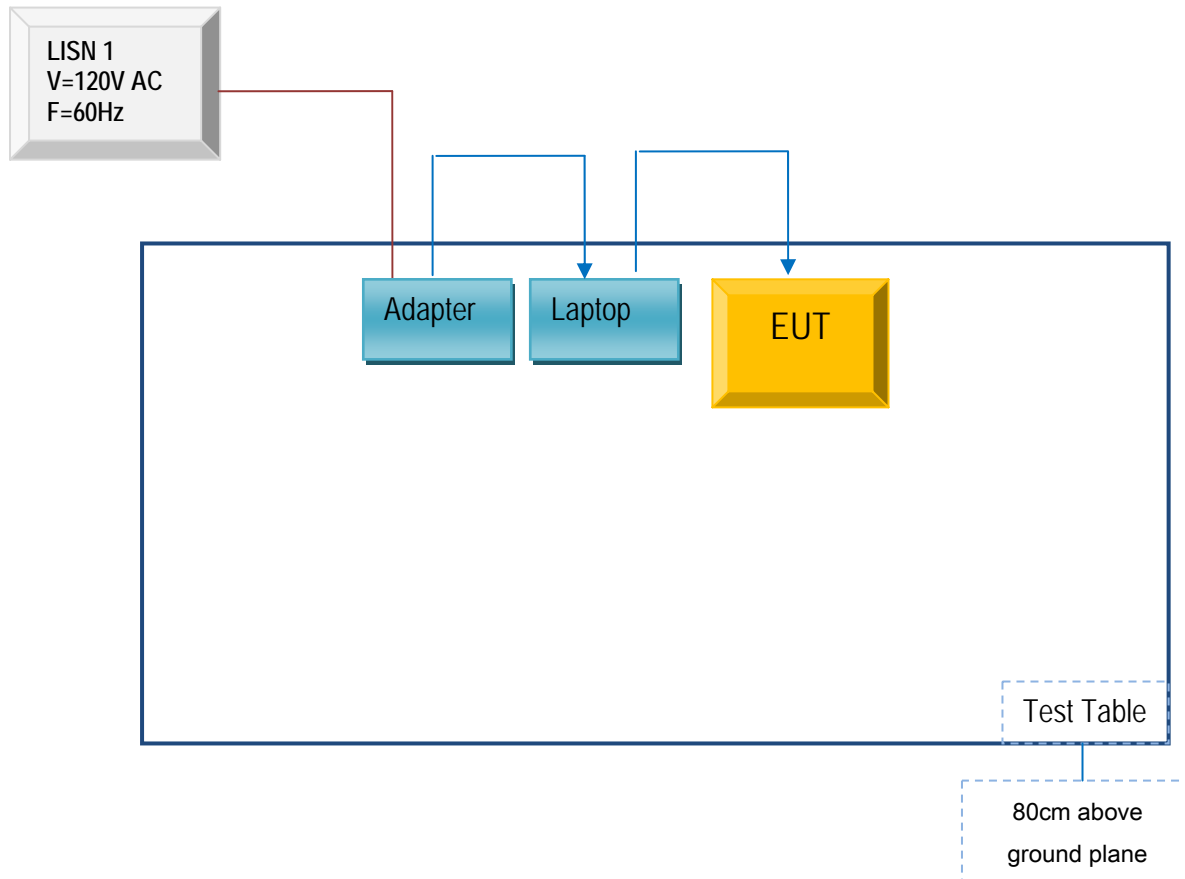 LISN 1
V=120V AC
F=60Hz
Adapter
Laptop
EUT
Test Table
80cm above
ground plane